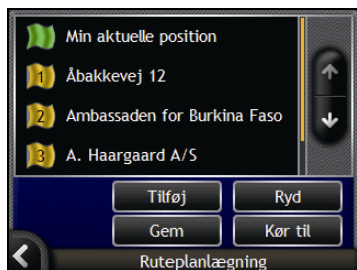 Min aktuelle position
1 Åbakkevej 12
2 Ambassaden for Burkina Faso
3 A. Haargaard A/S
Tilføj Ryd
Gem Kør til
Ruteplanlægning